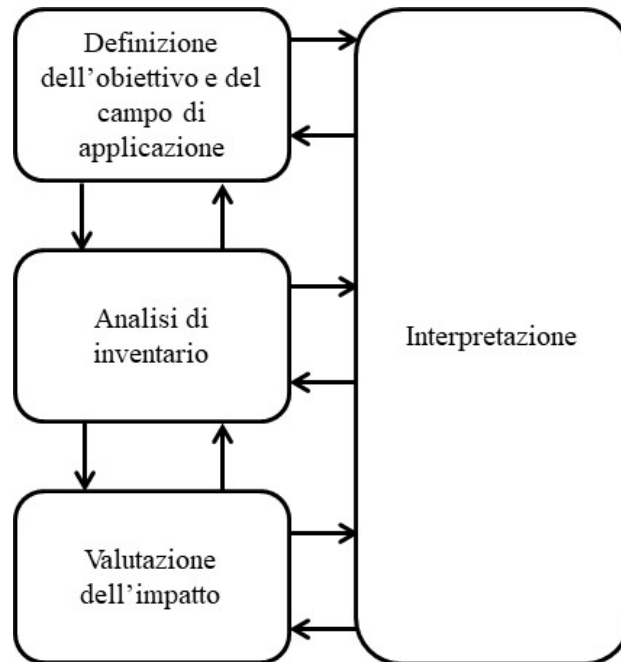 Definizione
dell’obiettivo e del
campo di
applicazione
Analisi di
inventario
Interpretazione
Valutazione
dell’impatto